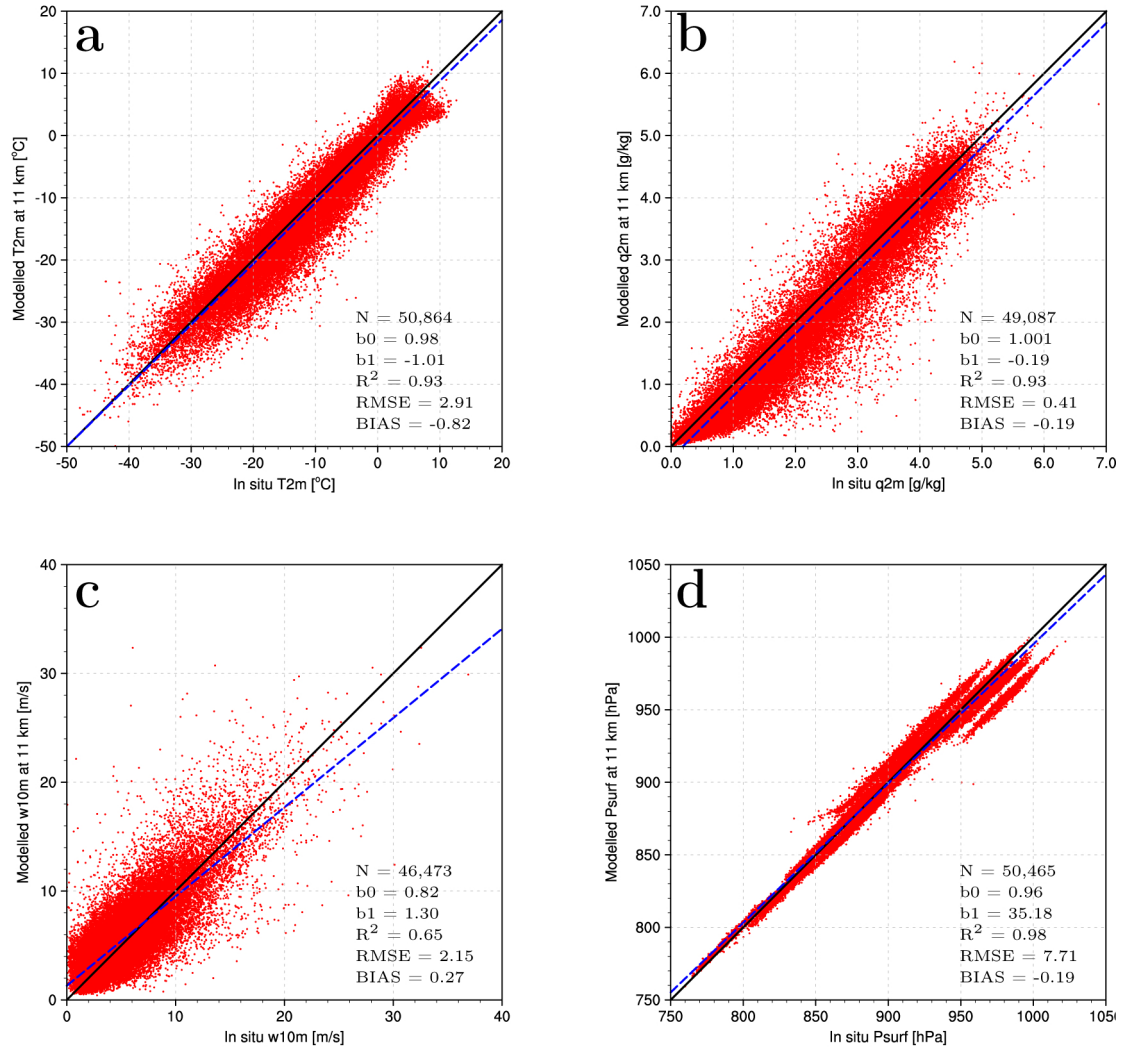 a
20
10
0
-10
-20
-30
-40
-50
Modelled T2m at 11 km [°C]
N = 50,864
b0 = 0.98
b1 = -1.01
R² = 0.93
RMSE = 2.91
BIAS = -0.82
-50 -40 -30 -20 -10 0 10 20
In situ T2m [°C]
b
7.0
6.0
5.0
4.0
3.0
2.0
1.0
0.0
Modelled q2m at 11 km [g/kg]
N = 49,087
b0 = 1.001
b1 = -0.19
R² = 0.93
RMSE = 0.41
BIAS = -0.19
0.0 1.0 2.0 3.0 4.0 5.0 6.0 7.0
In situ q2m [g/kg]
c
40
30
20
10
0
Modelled w10m at 11 km [m/s]
N = 46,473
b0 = 0.82
b1 = 1.30
R² = 0.65
RMSE = 2.15
BIAS = 0.27
0 10 20 30 40
In situ w10m [m/s]
d
1050
1000
950
900
850
800
750
Modelled Psurf at 11 km [hPa]
N = 50,465
b0 = 0.96
b1 = 35.18
R² = 0.98
RMSE = 7.71
BIAS = -0.19
750 800 850 900 950 1000 1050
In situ Psurf [hPa]